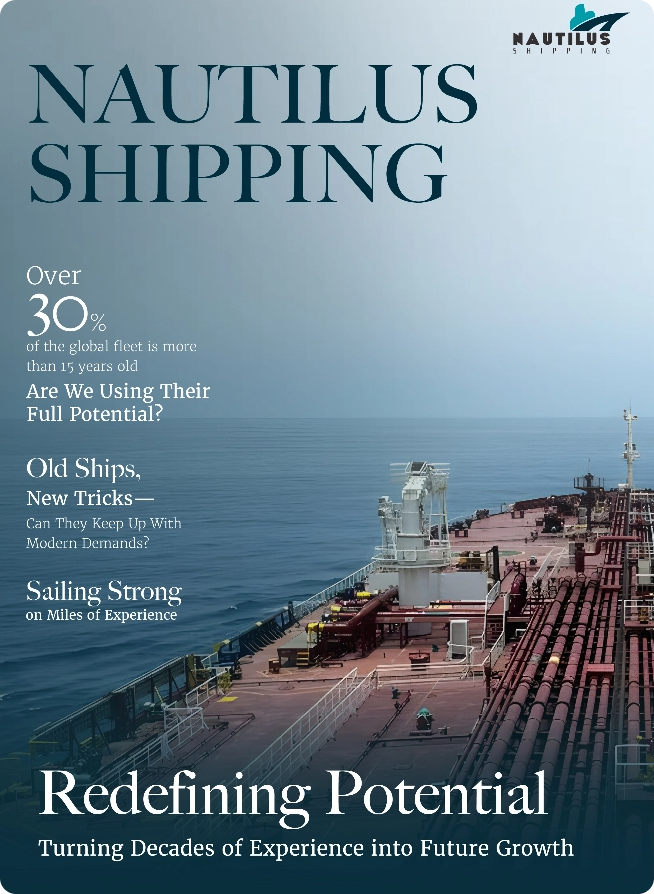 NAUTILUS
SHIPPING
NAUTILUS
SHIPPING
Over
30%
of the global fleet is more
than 15 years old
Are We Using Their
Full Potential?
Old Ships,
New Tricks—
Can They Keep Up With
Modern Demands?
Sailing Strong
on Miles of Experience
Redefining Potential
Turning Decades of Experience into Future Growth